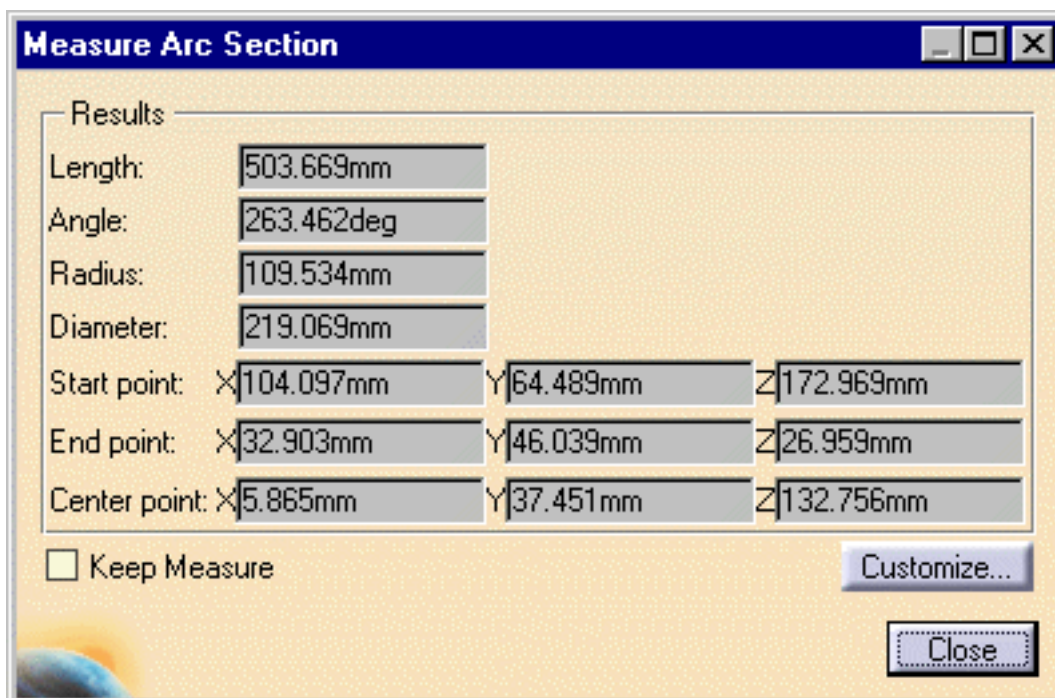 Measure Arc Section
Results
Length: 503.669mm
Angle: 263.462deg
Radius: 109.534mm
Diameter: 219.069mm
Start point: X 104.097mm Y 64.489mm Z 172.969mm
End point: X 32.903mm Y 46.039mm Z 26.959mm
Center point: X 5.865mm Y 37.451mm Z 132.756mm
Keep Measure Customize...
Close